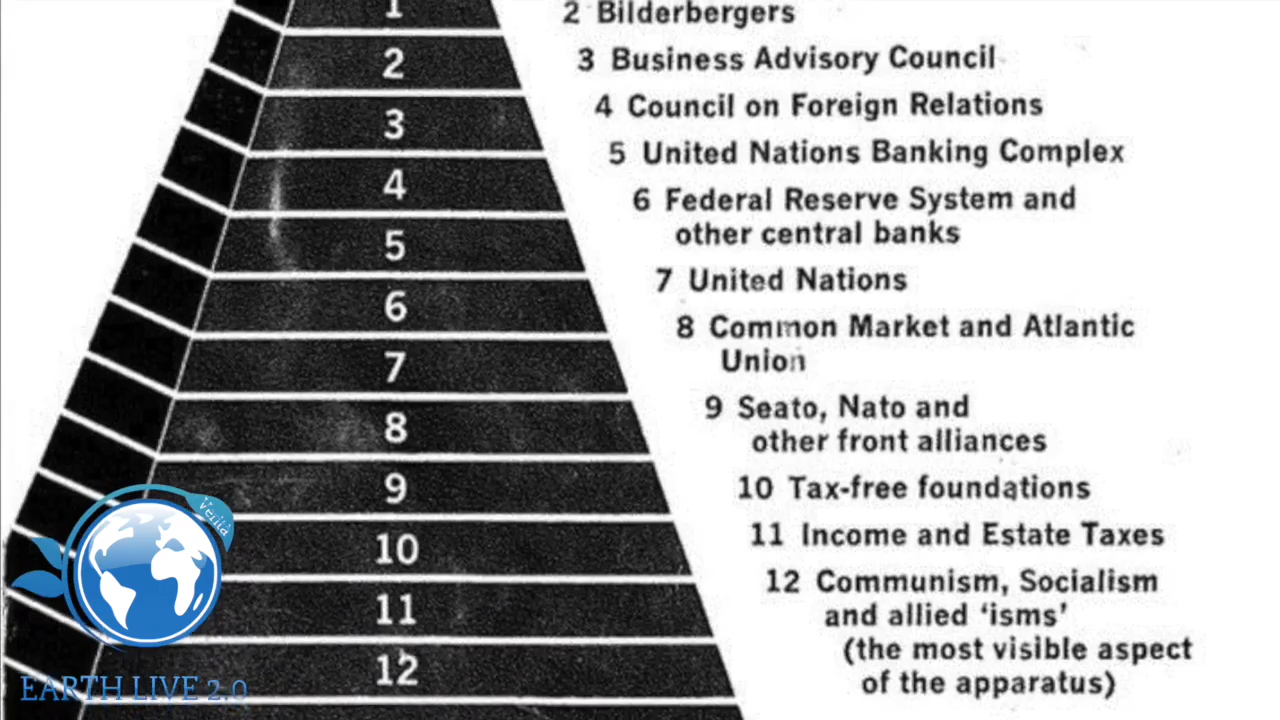 1
2 Bilderbergers
2
3 Business Advisory Council
3
4 Council on Foreign Relations
4
5 United Nations Banking Complex
5
6 Federal Reserve System and
other central banks
6
7 United Nations
7
8 Common Market and Atlantic
Union
8
9 Seato, Nato and
other front alliances
9
10 Tax-free foundations
10
11 Income and Estate Taxes
11
12 Communism, Socialism
and allied ‘isms’
(the most visible aspect
of the apparatus)
12
Verità
EARTH LIVE 2.0